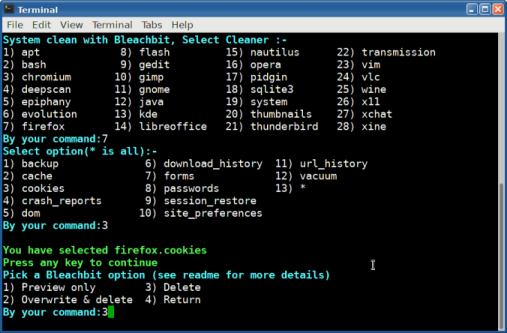 Terminal
File Edit View Terminal Tabs Help
System clean with Bleachbit, Select Cleaner :-
1) apt 8) flash 15) nautilus 22) transmission
2) bash 9) gedit 16) opera 23) vim
3) chromium 10) gimp 17) pidgin 24) vlc
4) deepscan 11) gnome 18) sqlite3 25) wine
5) epiphany 12) java 19) system 26) x11
6) evolution 13) kde 20) thumbnails 27) xchat
7) firefox 14) libreoffice 21) thunderbird 28) xine
By your command:7
Select option(* is all):-
1) backup 6) download_history 11) url_history
2) cache 7) forms 12) vacuum
3) cookies 8) passwords 13) *
4) crash_reports 9) session_restore
5) dom 10) site_preferences
By your command:3
You have selected firefox.cookies
Press any key to continue
Pick a Bleachbit option (see readme for more details)
1) Preview only 3) Delete
2) Overwrite & delete 4) Return
By your command:3